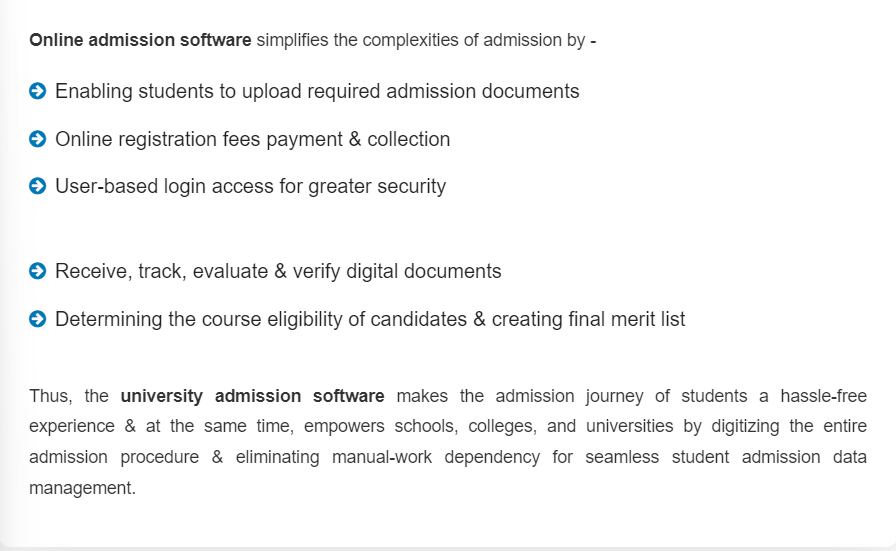 Online admission software simplifies the complexities of admission by -
Enabling students to upload required admission documents
Online registration fees payment & collection
User-based login access for greater security
Receive, track, evaluate & verify digital documents
Determining the course eligibility of candidates & creating final merit list
Thus, the university admission software makes the admission journey of students a hassle-free
experience & at the same time, empowers schools, colleges, and universities by digitizing the entire
admission procedure & eliminating manual-work dependency for seamless student admission data
management.